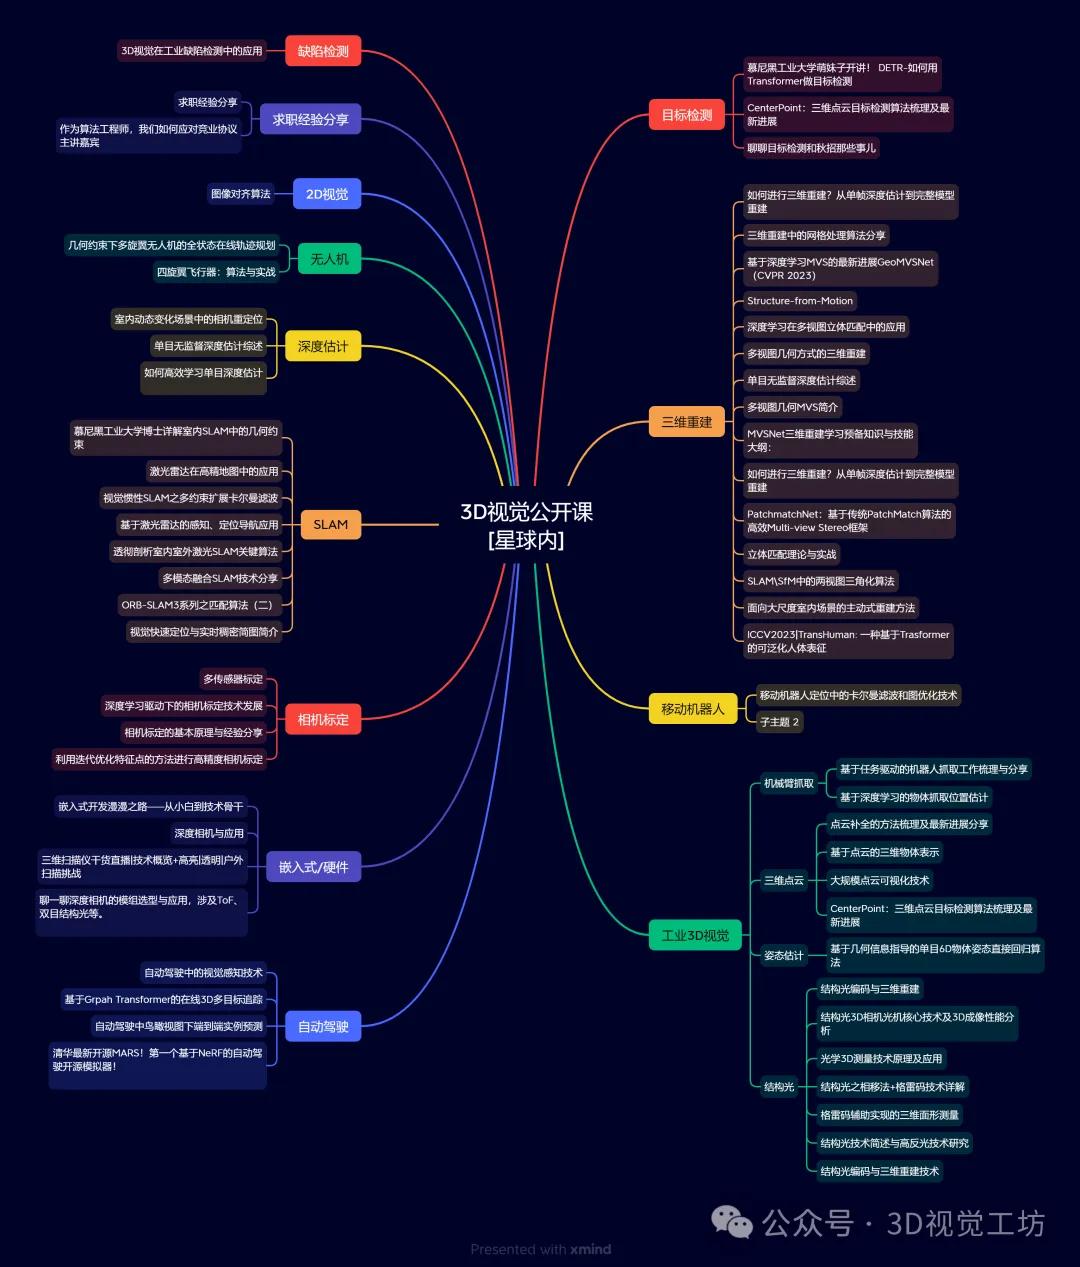 3D视觉公开课
[星球内]
缺陷检测
3D视觉在工业缺陷检测中的应用
求职经验分享
求职经验分享
作为算法工程师，我们如何应对竞业协议
主讲嘉宾
2D视觉
图像对齐算法
无人机
几何约束下多旋翼无人机的全状态在线轨迹规划
四旋翼飞行器：算法与实战
深度估计
室内动态变化场景中的相机重定位
单目无监督深度估计综述
如何高效学习单目深度估计
SLAM
慕尼黑工业大学博士详解室内SLAM中的几何约
束
激光雷达在高精地图中的应用
视觉惯性SLAM之多约束扩展卡尔曼滤波
基于激光雷达的感知、定位导航应用
透彻剖析室内室外激光SLAM关键算法
多模态融合SLAM技术分享
ORB-SLAM3系列之匹配算法（二）
视觉快速定位与实时稠密简图简介
相机标定
多传感器标定
深度学习驱动下的相机标定技术发展
相机标定的基本原理与经验分享
利用迭代优化特征点的方法进行高精度相机标定
嵌入式/硬件
嵌入式开发漫漫之路——从小白到技术骨干
深度相机与应用
三维扫描仪干货直播|技术概览+高亮|透明|户外
扫描挑战
聊一聊深度相机的模组选型与应用，涉及ToF、
双目结构光等。
自动驾驶
自动驾驶中的视觉感知技术
基于Grpah Transformer的在线3D多目标追踪
自动驾驶中鸟瞰视图下端到端实例预测
清华最新开源MARS！第一个基于NeRF的自动驾
驶开源模拟器！
目标检测
慕尼黑工业大学萌妹子开讲！ DETR-如何用
Transformer做目标检测
CenterPoint：三维点云目标检测算法梳理及最
新进展
聊聊目标检测和秋招那些事儿
三维重建
如何进行三维重建？从单帧深度估计到完整模型
重建
三维重建中的网格处理算法分享
基于深度学习MVS的最新进展GeoMVSNet
（CVPR 2023）
Structure-from-Motion
深度学习在多视图立体匹配中的应用
多视图几何方式的三维重建
单目无监督深度估计综述
多视图几何MVS简介
MVSNet三维重建学习预备知识与技能
大纲：
如何进行三维重建？从单帧深度估计到完整模型
重建
PatchmatchNet：基于传统PatchMatch算法的
高效Multi-view Stereo框架
立体匹配理论与实战
SLAM\SfM中的两视图三角化算法
面向大尺度室内场景的主动式重建方法
ICCV2023|TransHuman: 一种基于Trasformer
的可泛化人体表征
移动机器人
移动机器人定位中的卡尔曼滤波和图优化技术
子主题 2
工业3D视觉
机械臂抓取
基于任务驱动的机器人抓取工作梳理与分享
基于深度学习的物体抓取位置估计
三维点云
点云补全的方法梳理及最新进展分享
基于点云的三维物体表示
大规模点云可视化技术
CenterPoint：三维点云目标检测算法梳理及最
新进展
姿态估计
基于几何信息指导的单目6D物体姿态直接回归算
法
结构光
结构光编码与三维重建
结构光3D相机光机核心技术及3D成像性能分
析
光学3D测量技术原理及应用
结构光之相移法+格雷码技术详解
格雷码辅助实现的三维面形测量
结构光技术简述与高反光技术研究
结构光编码与三维重建技术
公众号 · 3D视觉工坊
Presented with xmind